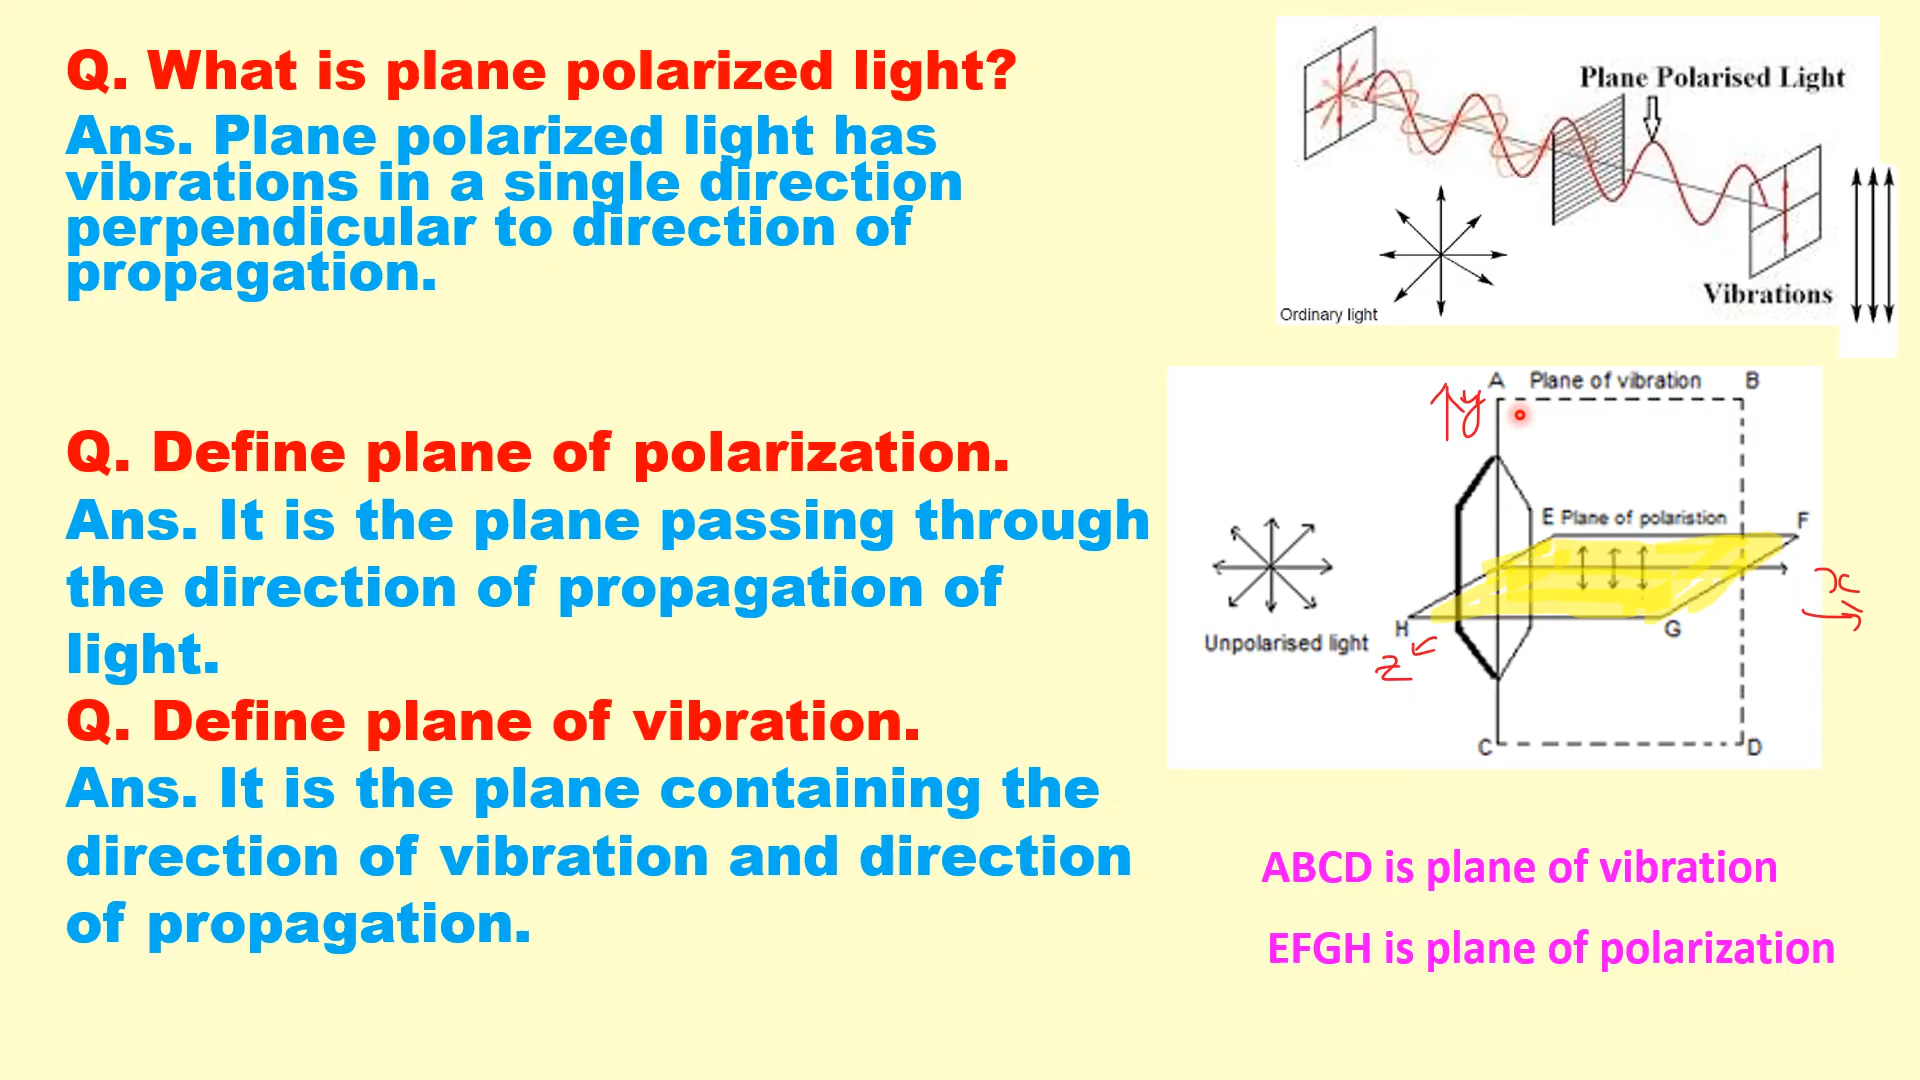 Q. What is plane polarized light?
Ans. Plane polarized light has
vibrations in a single direction
perpendicular to direction of
propagation.
Q. Define plane of polarization.
Ans. It is the plane passing through
the direction of propagation of
light.
Q. Define plane of vibration.
Ans. It is the plane containing the
direction of vibration and direction
of propagation.
Plane Polarised Light
Vibrations
Ordinary light
A Plane of vibration B
y
E Plane of polaristion F
x
Unpolarised light
H G
z
C D
ABCD is plane of vibration
EFGH is plane of polarization